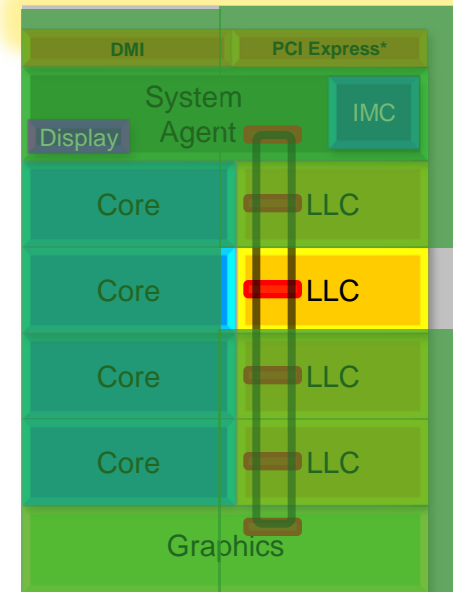 DMI PCI Express*
System
Agent
IMC
Display
Core LLC
Core LLC
Core LLC
Core LLC
Graphics